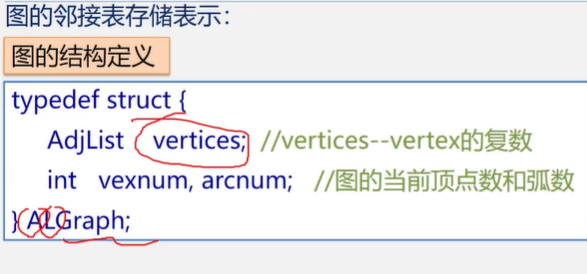 图的邻接表存储表示：
图的结构定义
typedef struct {
AdjList vertices; //vertices--vertex的复数
int vexnum, arcnum; //图的当前顶点数和弧数
} ALGraph;